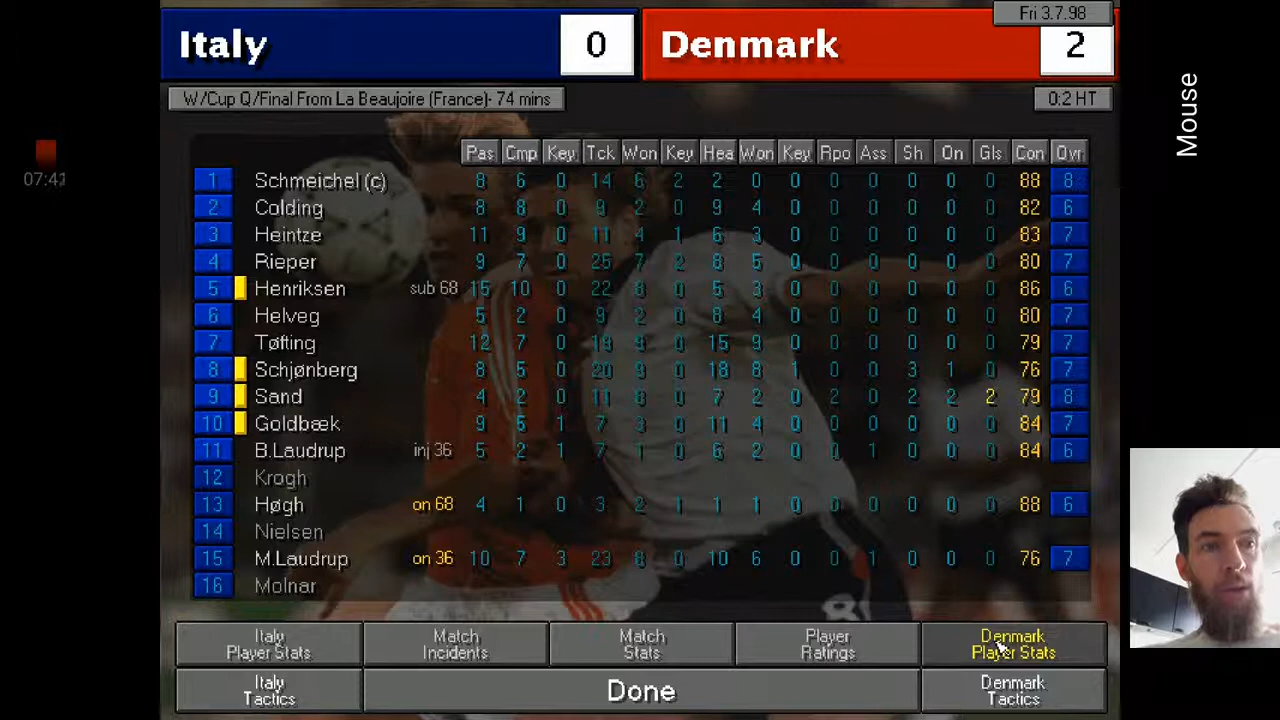 Fri 3.7.98
Italy 0 Denmark 2
W/Cup Q/Final From La Beaujoire (France)- 74 mins 0:2 HT
Mouse
07:41
Pas Cmp Key Tck Won Key Hea Won Key Rpo Ass Sh On Gls Con Ovr
1 Schmeichel (c) 8 6 0 14 6 2 2 0 0 0 0 0 0 0 88 8
2 Colding 8 8 0 9 2 0 9 4 0 0 0 0 0 0 82 6
3 Heintze 11 9 0 11 4 1 6 3 0 0 0 0 0 0 83 7
4 Rieper 9 7 0 25 7 2 8 5 0 0 0 0 0 0 80 7
5 Henriksen sub 68 15 10 0 22 8 0 5 3 0 0 0 0 0 0 86 6
6 Helveg 5 2 0 9 2 0 8 4 0 0 0 0 0 0 80 7
7 Tøfting 12 7 0 18 9 0 15 9 0 0 0 0 0 0 79 7
8 Schjønberg 8 5 0 20 9 0 18 8 1 0 0 3 1 0 76 7
9 Sand 4 2 0 11 8 0 7 2 0 2 0 2 2 2 79 8
10 Goldbæk 9 5 1 7 3 0 11 4 0 0 0 0 0 0 84 7
11 B.Laudrup inj 36 5 2 1 7 1 0 6 2 0 0 1 0 0 0 84 6
12 Krogh
13 Høgh on 68 4 1 0 3 2 1 1 1 0 0 0 0 0 0 88 6
14 Nielsen
15 M.Laudrup on 36 10 7 3 23 8 0 10 6 0 0 1 0 0 0 76 7
16 Molnar
Italy Match Match Player Denmark
Player Stats Incidents Stats Ratings Player Stats
Italy Denmark
Tactics Done Tactics